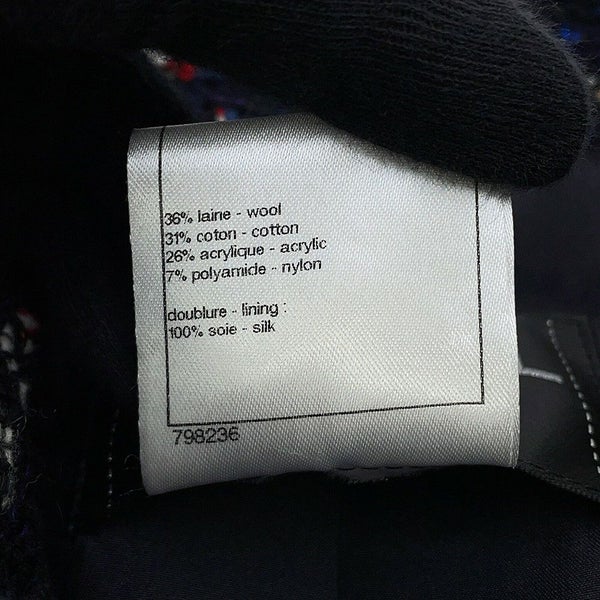 36% laine - wool
31% coton - cotton
26% acrylique - acrylic
7% polyamide - nylon
doublure - lining :
100% soie - silk
798236